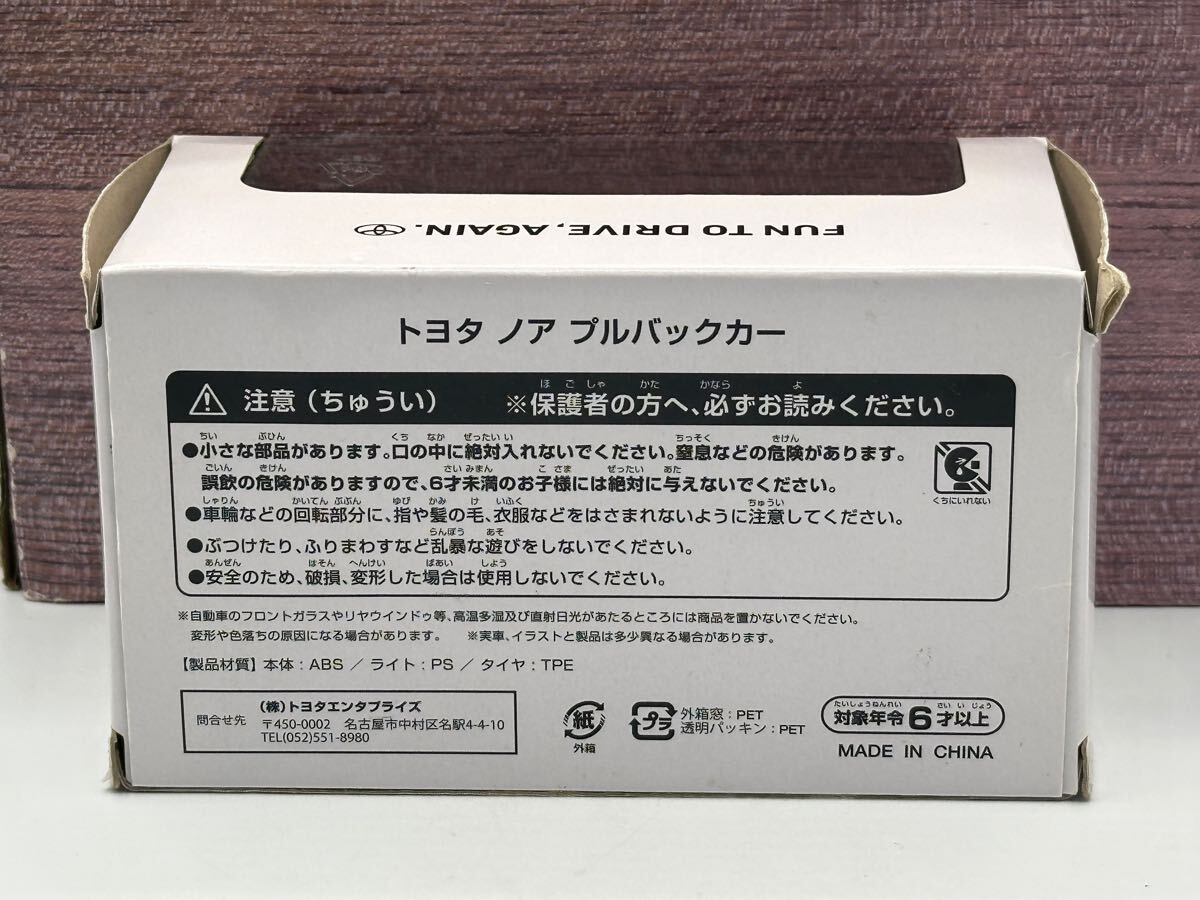 FUN TO DRIVE, AGAIN.
トヨタ ノア プルバックカー
注意（ちゅうい） ※保護者の方へ、必ずお読みください。
●小さな部品があります。口の中に絶対入れないでください。窒息などの危険があります。
誤飲の危険がありますので、6才未満のお子様には絶対に与えないでください。
くちにいれない
●車輪などの回転部分に、指や髪の毛、衣服などをはさまれないように注意してください。
●ぶつけたり、ふりまわすなど乱暴な遊びをしないでください。
●安全のため、破損、変形した場合は使用しないでください。
※自動車のフロントガラスやリヤウインドゥ等、高温多湿及び直射日光があたるところには商品を置かないでください。
変形や色落ちの原因になる場合があります。 ※実車、イラストと製品は多少異なる場合があります。
【製品材質】本体：ABS ／ ライト：PS ／ タイヤ：TPE
問合せ先
（株）トヨタエンタプライズ
〒450-0002 名古屋市中村区名駅4-4-10
TEL(052)551-8980
紙
外箱
プラ
外箱窓：PET
透明パッキン：PET
対象年令6才以上
MADE IN CHINA